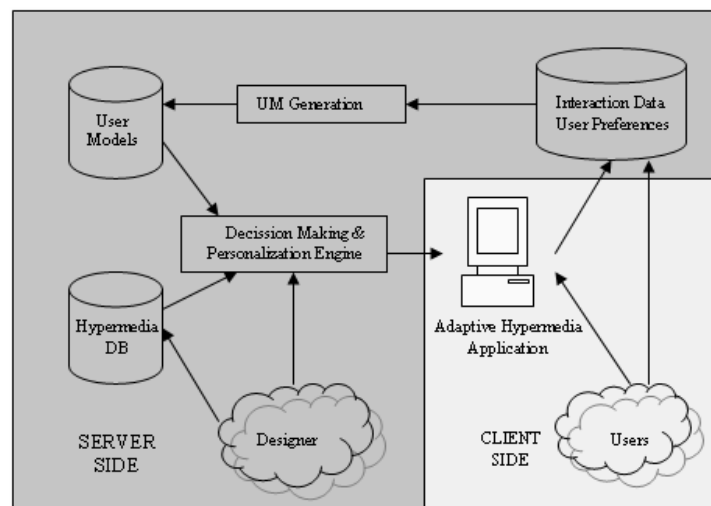 User
Models
UM Generation
Interaction Data
User Preferences
Decission Making &
Personalization Engine
Hypermedia
DB
Adaptive Hypermedia
Application
Designer
SERVER
SIDE
CLIENT
SIDE
Users